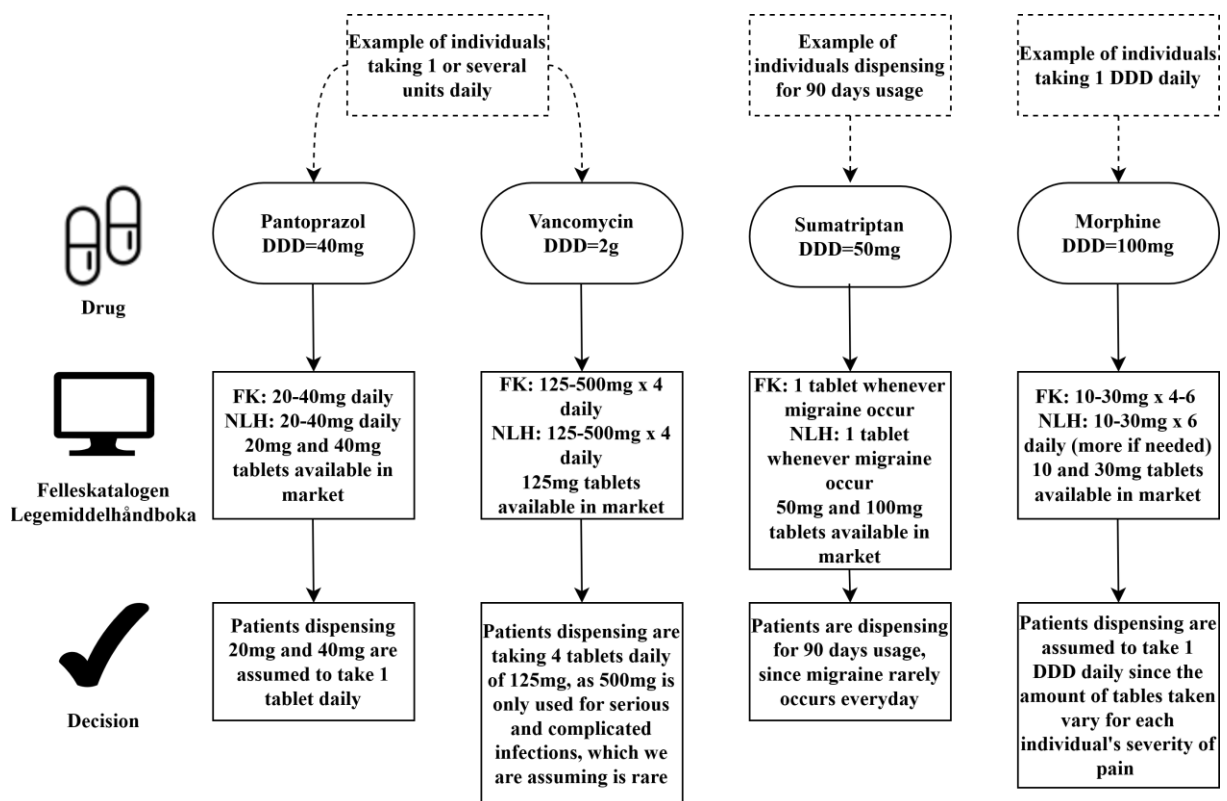 Example of individuals
taking 1 or several
units daily
Example of
individuals dispensing
for 90 days usage
Example of individuals
taking 1 DDD daily
Drug
Pantoprazol
DDD=40mg
Vancomycin
DDD=2g
Sumatriptan
DDD=50mg
Morphine
DDD=100mg
Felleskatalogen
Legemiddelhåndboka
FK: 20-40mg daily
NLH: 20-40mg daily
20mg and 40mg
tablets available in
market
FK: 125-500mg x 4
daily
NLH: 125-500mg x 4
daily
125mg tablets
available in market
FK: 1 tablet whenever
migraine occur
NLH: 1 tablet
whenever migraine
occur
50mg and 100mg
tablets available in
market
FK: 10-30mg x 4-6
NLH: 10-30mg x 6
daily (more if needed)
10 and 30mg tablets
available in market
Decision
Patients dispensing
20mg and 40mg are
assumed to take 1
tablet daily
Patients dispensing are
taking 4 tablets daily
of 125mg, as 500mg is
only used for serious
and complicated
infections, which we
are assuming is rare
Patients are dispensing
for 90 days usage,
since migraine rarely
occurs everyday
Patients dispensing are
assumed to take 1
DDD daily since the
amount of tables taken
vary for each
individual's severity of
pain